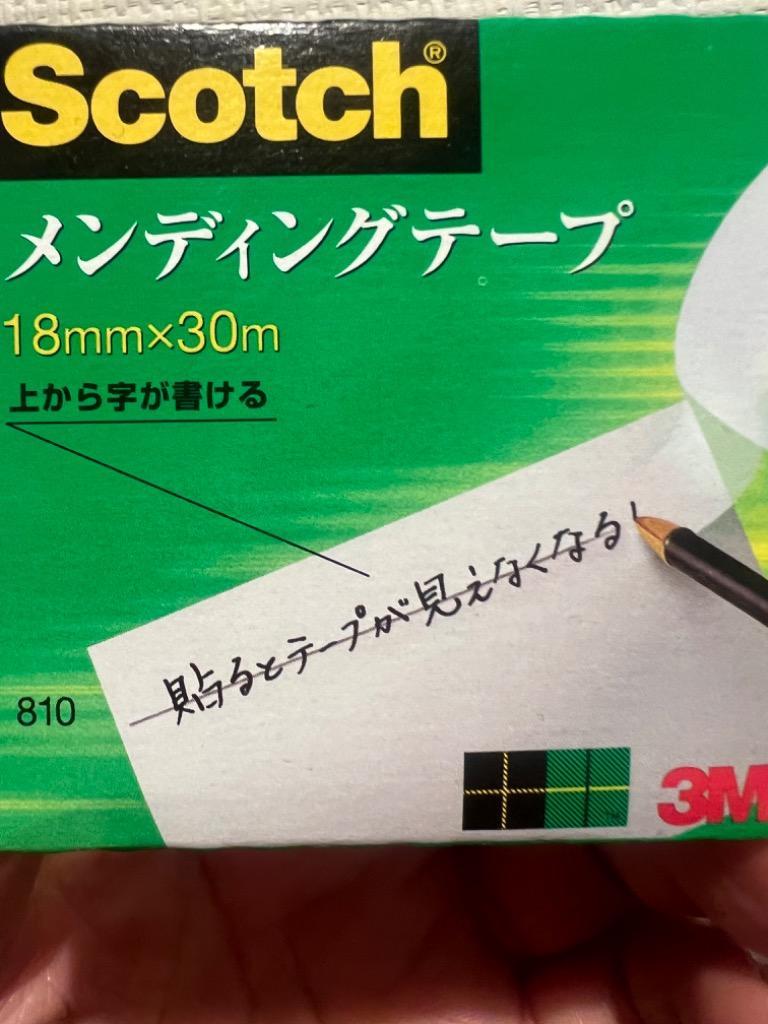 Scotch®
メンディングテープ
18mm×30m
上から字が書ける
貼るとテープが見えなくなる!
810
3M